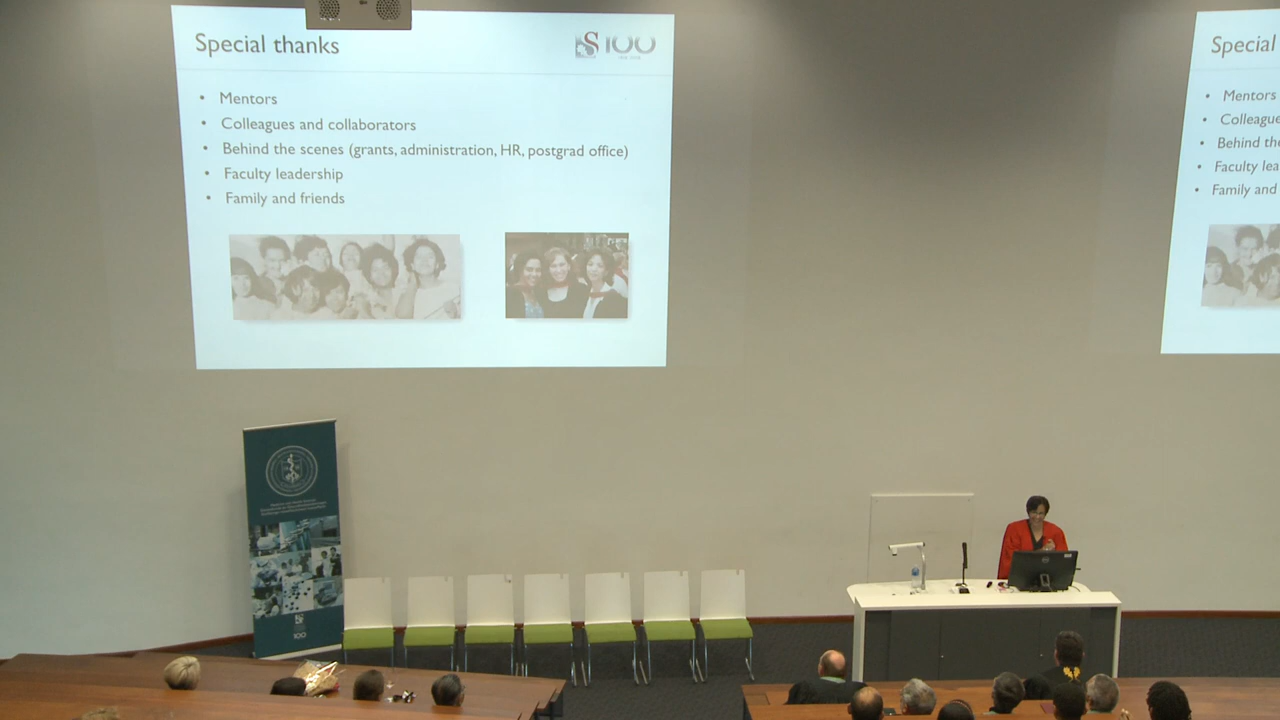 Special thanks
S100
• Mentors
• Colleagues and collaborators
• Behind the scenes (grants, administration, HR, postgrad office)
• Faculty leadership
• Family and friends
Special
• Mentors
• Colleague
• Behind the
• Faculty lea
• Family and
100